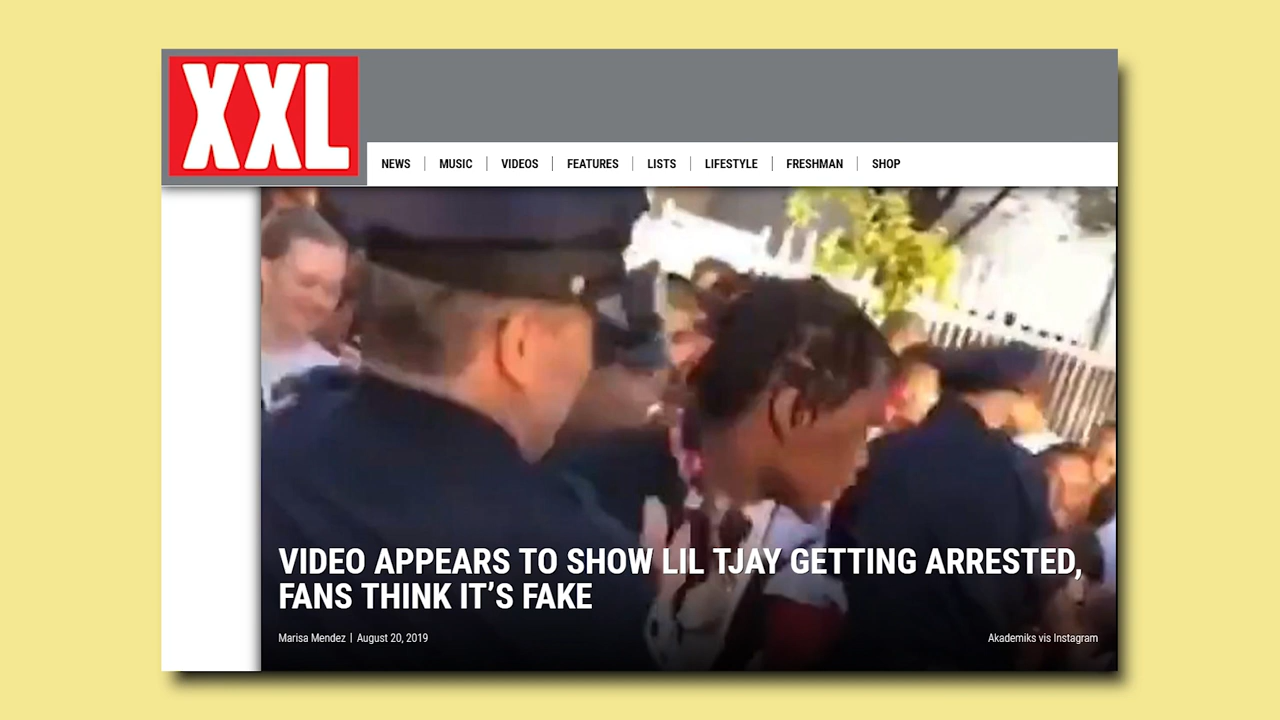 XXL
NEWS
MUSIC
VIDEOS
FEATURES
LISTS
LIFESTYLE
FRESHMAN
SHOP
VIDEO APPEARS TO SHOW LIL TJAY GETTING ARRESTED,
FANS THINK IT'S FAKE
Marisa Mendez | August 20, 2019
Akademiks vis Instagram